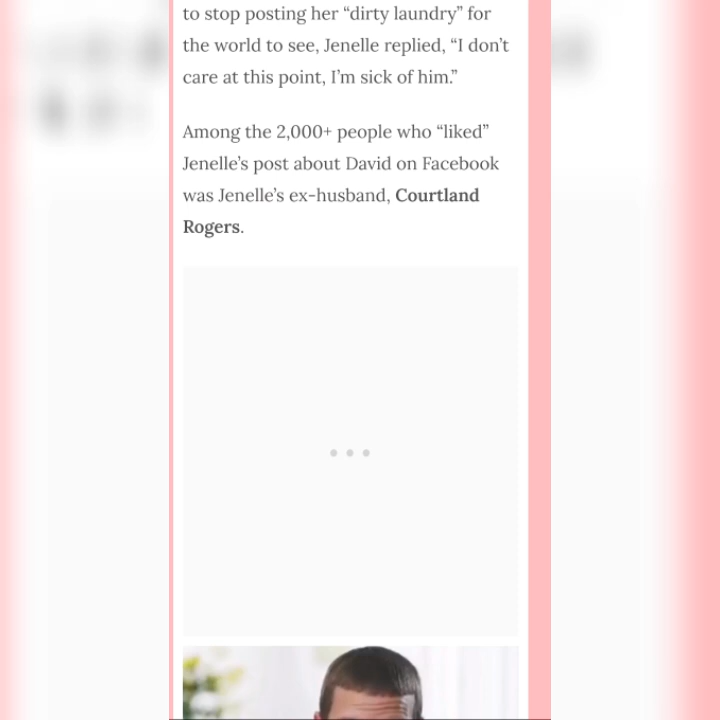 to stop posting her “dirty laundry” for
the world to see, Jenelle replied, “I don’t
care at this point, I’m sick of him.”
Among the 2,000+ people who “liked”
Jenelle’s post about David on Facebook
was Jenelle’s ex-husband, Courtland
Rogers.